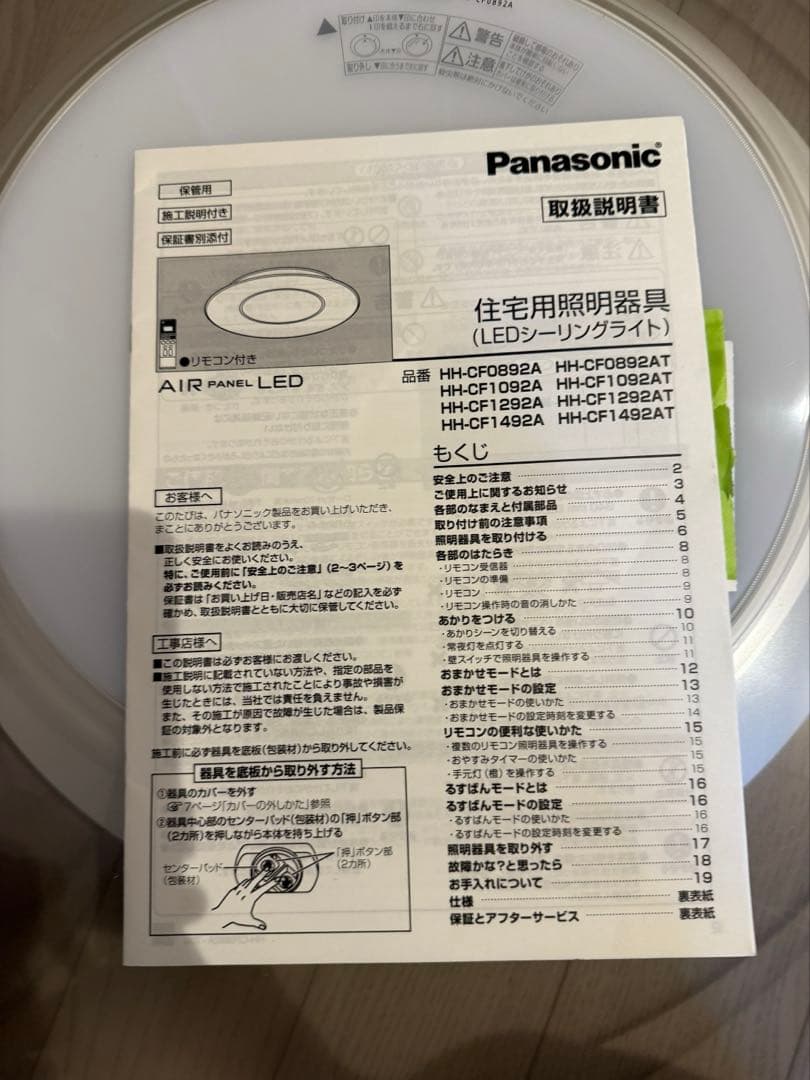 CF0892A
取り付け ▲印を本体▼印に合わせ
警告
注意
取り外し
Panasonic
保管用
施工説明付き
保証書別添付
取扱説明書
住宅用照明器具
(LEDシーリングライト)
●リモコン付き
AIR PANEL LED
品番 HH-CF0892A HH-CF0892AT
HH-CF1092A HH-CF1092AT
HH-CF1292A HH-CF1292AT
HH-CF1492A HH-CF1492AT
お客様へ
このたびは、パナソニック製品をお買い上げいただき、
まことにありがとうございます。
■取扱説明書をよくお読みのうえ、
正しく安全にお使いください。
特に、ご使用前に「安全上のご注意」(2〜3ページ)を
必ずお読みください。
保証書は「お買い上げ日・販売店名」などの記入を必ず
確かめ、取扱説明書とともに大切に保管してください。
工事店様へ
■この説明書は必ずお客様にお渡しください。
■施工説明に記載されていない方法や、指定の部品を
使用しない方法で施工されたことにより事故や損害が
生じたときには、当社では責任を負えません。
また、その施工が原因で故障が生じた場合は、製品保
証の対象外となります。
施工前に必ず器具を底板(包装材)から取り外してください。
器具を底板から取り外す方法
①器具のカバーを外す
☞7ページ「カバーの外しかた」参照
②器具中心部のセンターパッド(包装材)の「押」ボタン部
(2カ所)を押しながら本体を持ち上げる
センターパッド
(包装材)
「押」ボタン部
(2カ所)
もくじ
安全上のご注意 2
ご使用上に関するお知らせ 3
各部のなまえと付属部品 4
取り付け前の注意事項 5
照明器具を取り付ける 6
各部のはたらき 8
・リモコン受信器 8
・リモコンの準備 8
・リモコン 9
・リモコン操作時の音の消しかた 9
あかりをつける 10
・あかりシーンを切り替える 10
・常夜灯を点灯する 11
・壁スイッチで照明器具を操作する 11
おまかせモードとは 12
おまかせモードの設定 13
・おまかせモードの使いかた 13
・おまかせモードの設定時刻を変更する 14
リモコンの便利な使いかた 15
・複数のリモコン照明器具を操作する 15
・おやすみタイマーの使いかた 15
・手元灯(橙)を操作する 15
るすばんモードとは 16
るすばんモードの設定 16
・るすばんモードの使いかた 16
・るすばんモードの設定時刻を変更する 16
照明器具を取り外す 17
故障かな?と思ったら 18
お手入れについて 19
仕様 裏表紙
保証とアフターサービス 裏表紙